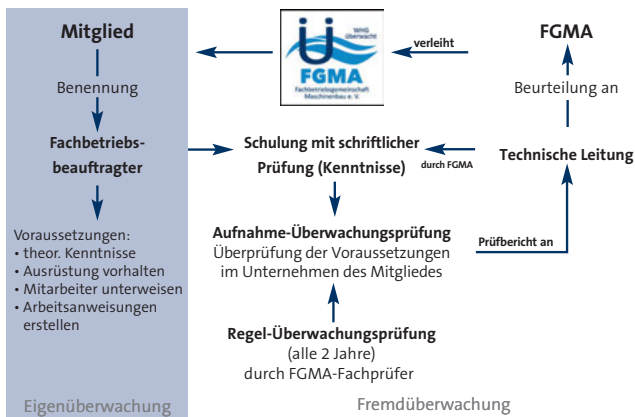 Mitglied
Benennung
Fachbetriebs-
beauftragter
Voraussetzungen:
• theor. Kenntnisse
• Ausrüstung vorhalten
• Mitarbeiter unterweisen
• Arbeitsanweisungen
erstellen
Eigenüberwachung
WHG
überwacht
Ü
FGMA
Fachbetriebsgemeinschaft
Maschinenbau e. V.
verleiht
FGMA
Beurteilung an
Technische Leitung
Schulung mit schriftlicher
Prüfung (Kenntnisse)
durch FGMA
Aufnahme-Überwachungsprüfung
Überprüfung der Voraussetzungen
im Unternehmen des Mitgliedes
Prüfbericht an
Regel-Überwachungsprüfung
(alle 2 Jahre)
durch FGMA-Fachprüfer
Fremdüberwachung